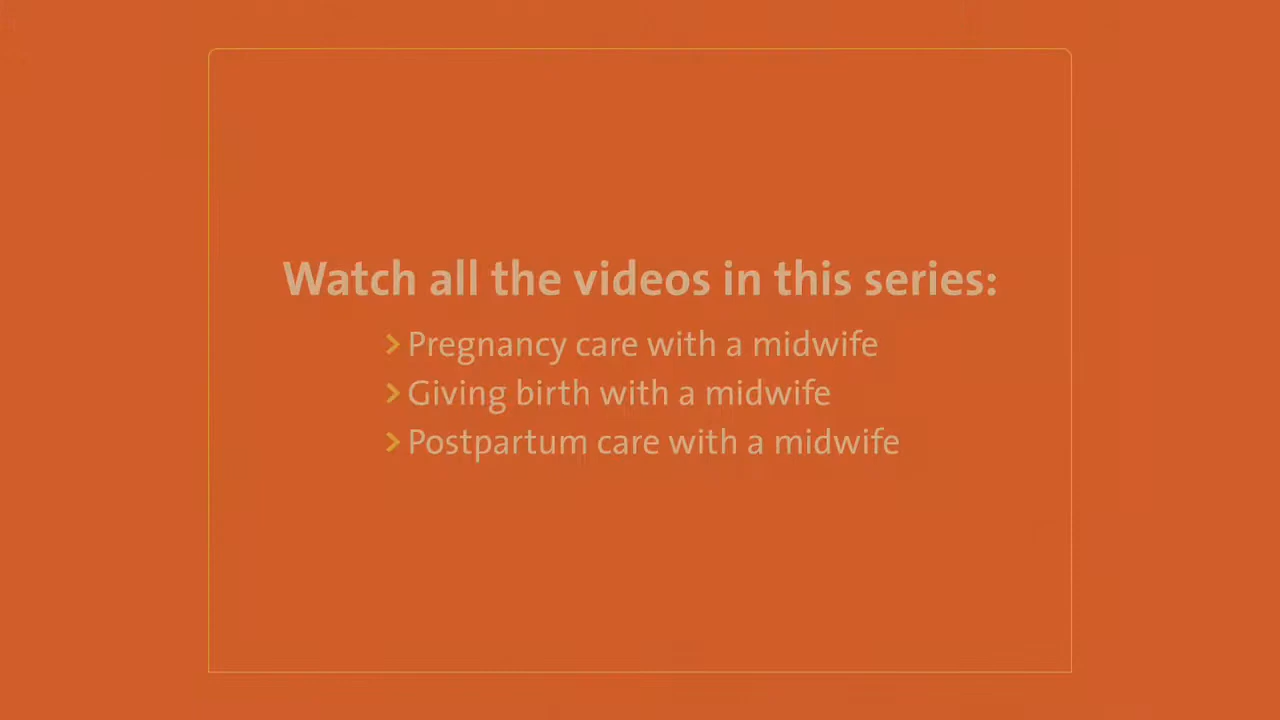 Watch all the videos in this series:
> Pregnancy care with a midwife
> Giving birth with a midwife
> Postpartum care with a midwife